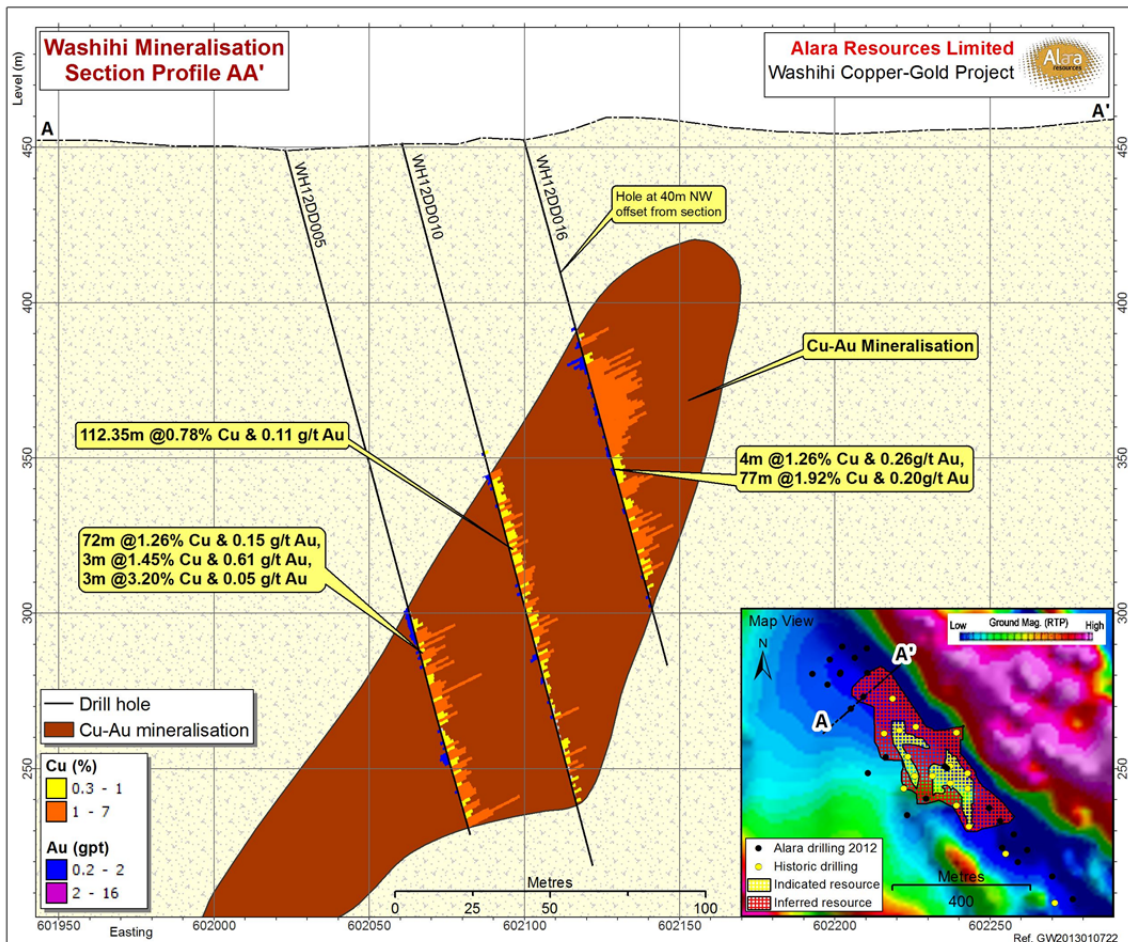 Washihi Mineralisation
Section Profile AA'
Alara Resources Limited
Washihi Copper-Gold Project
Alara
resources
Level (m)
A
A'
450
450
400
400
350
350
300
300
250
250
WH12DD005
WH12DD010
WH12DD016
Hole at 40m NW
offset from section
Cu-Au Mineralisation
112.35m @0.78% Cu & 0.11 g/t Au
4m @1.26% Cu & 0.26g/t Au,
77m @1.92% Cu & 0.20g/t Au
72m @1.26% Cu & 0.15 g/t Au,
3m @1.45% Cu & 0.61 g/t Au,
3m @3.20% Cu & 0.05 g/t Au
Drill hole
Cu-Au mineralisation
Cu (%)
0.3 - 1
1 - 7
Au (gpt)
0.2 - 2
2 - 16
Metres
0 25 50 100
Map View
N
Low Ground Mag. (RTP) High
A'
A
Alara drilling 2012
Historic drilling
Indicated resource
Inferred resource
Metres
400
601950 Easting 602000 602050 602100 602150 602200 602250
Ref. GW2013010722